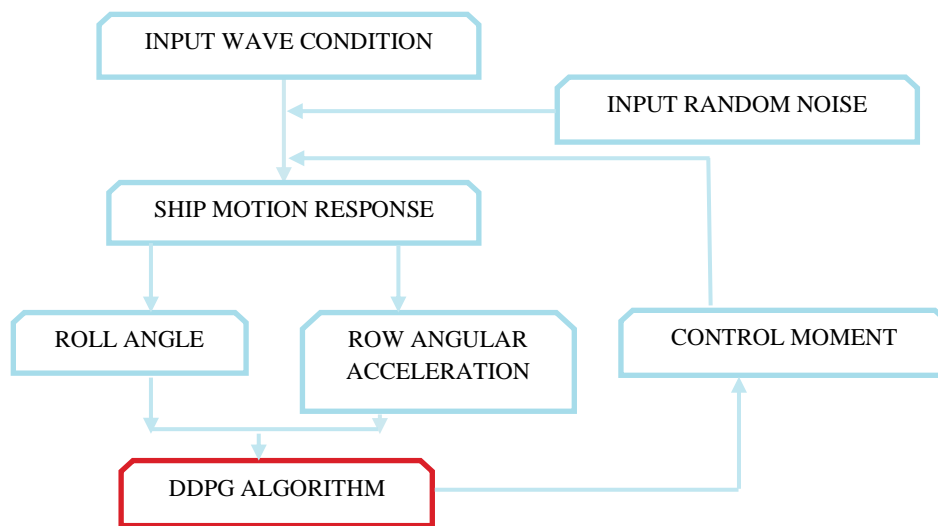 INPUT WAVE CONDITION
INPUT RANDOM NOISE
SHIP MOTION RESPONSE
ROLL ANGLE
ROW ANGULAR
ACCELERATION
CONTROL MOMENT
DDPG ALGORITHM